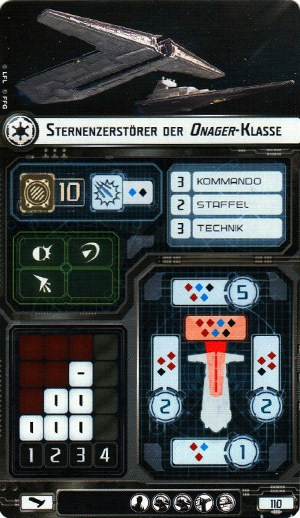 © LFL © FFG
STERNENZERSTÖRER DER ONAGER-KLASSE
10
3 KOMMANDO
2 STAFFEL
3 TECHNIK
5
2 2
1
–
I I
I I I
1 2 3 4
110